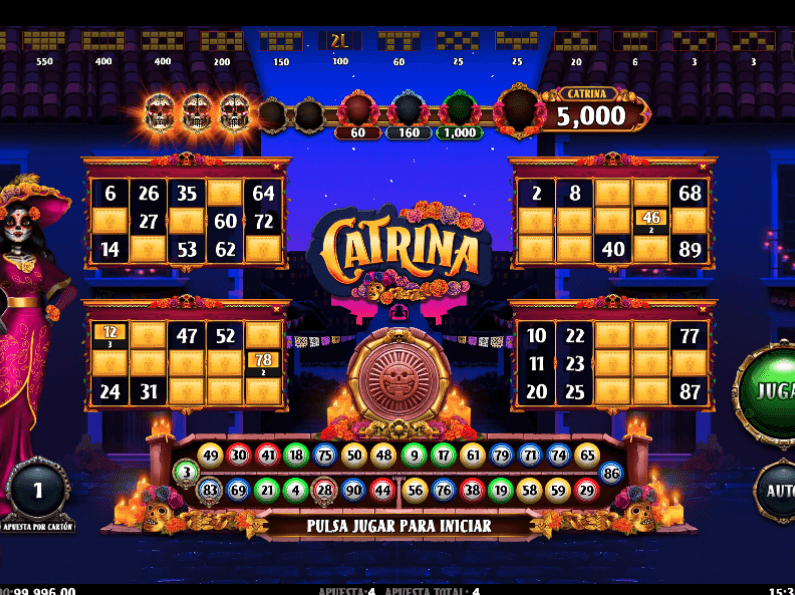 2L
550 400 400 200 150 100 60 25 25 20 6 3 3
CATRINA
5,000
60 160 1,000
6 26 35 64
27 60 72
14 53 62
2 8 68
46
2
40 89
CATRINA
12 47 52
3
78
2
24 31
10 22 77
11 23
20 25 87
JUGA
49 30 41 18 75 50 48 9 17 61 79 71 74 65
3 86
83 69 21 4 28 90 44 56 76 38 19 58 59 29
1
APUESTA POR CARTÓN
AUTO
PULSA JUGAR PARA INICIAR
O:99,996.00 APUESTA:4 APUESTA TOTAL: 4 15:3